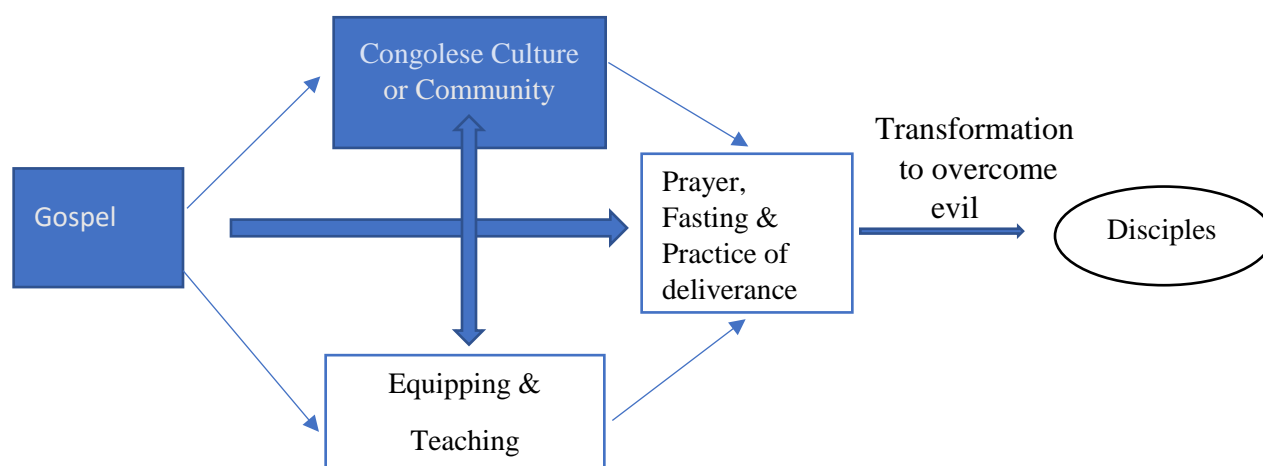 Congolese Culture
or Community
Gospel
Prayer,
Fasting &
Practice of
deliverance
Transformation
to overcome
evil
Disciples
Equipping &
Teaching